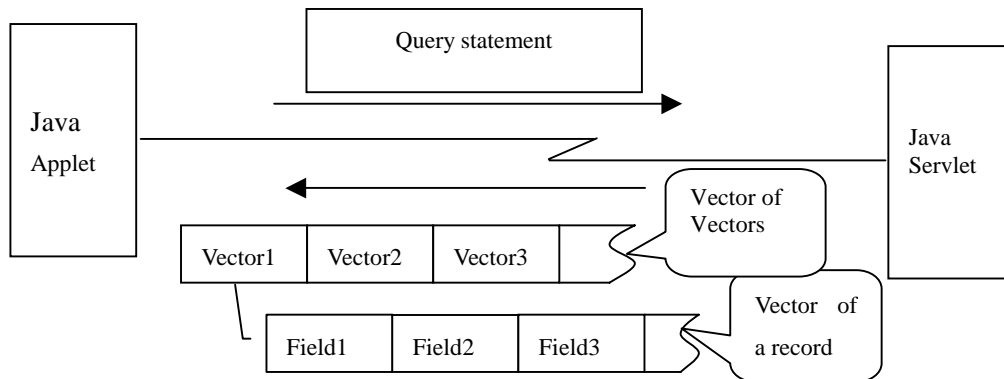 Query statement
Java
Applet
Java
Servlet
Vector of
Vectors
Vector1 Vector2 Vector3
Vector of
a record
Field1 Field2 Field3